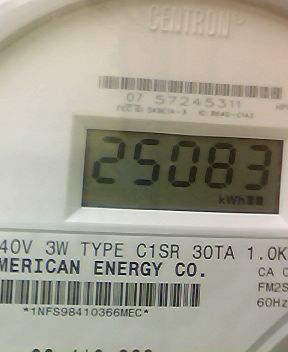 CENTRON
07 57245311
25083
kWh
40V 3W TYPE C1SR 30TA 1.0K
MERICAN ENERGY CO.
CA
FM2S
60Hz
*1NFS98410366MEC*